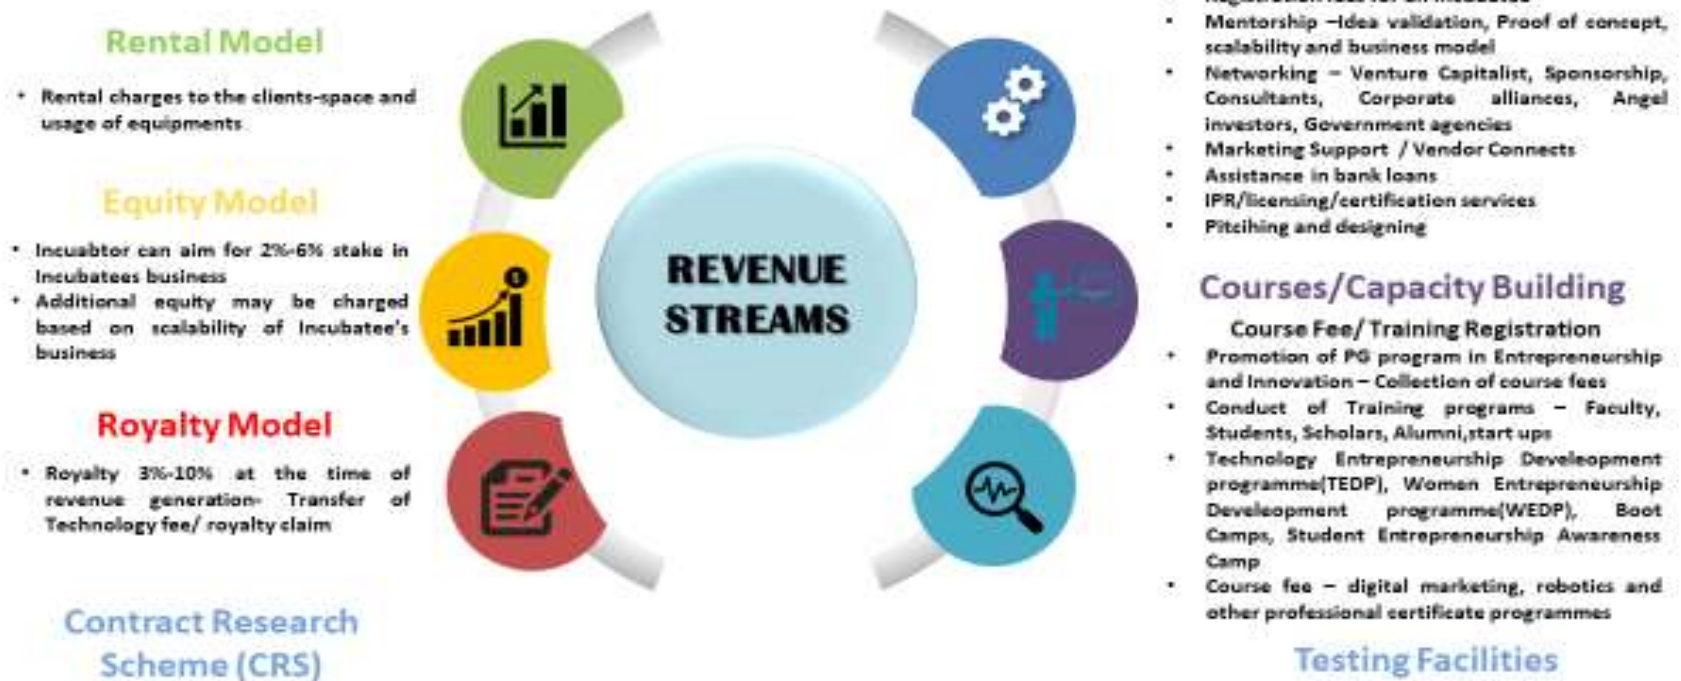 Rental Model
• Rental charges to the clients-space and
usage of equipments
Equity Model
• Incuabtor can aim for 2%-6% stake in
Incubatees business
• Additional equity may be charged
based on scalability of Incubatee's
business
Royalty Model
• Royalty 3%-10% at the time of
revenue generation- Transfer of
Technology fee/ royalty claim
Contract Research
Scheme (CRS)
REVENUE
STREAMS
• Mentorship –Idea validation, Proof of concept,
scalability and business model
• Networking – Venture Capitalist, Sponsorship,
Consultants, Corporate alliances, Angel
investors, Government agencies
• Marketing Support / Vendor Connects
• Assistance in bank loans
• IPR/licensing/certification services
• Pitcihing and designing
Courses/Capacity Building
Course Fee/ Training Registration
• Promotion of PG program in Entrepreneurship
and Innovation – Collection of course fees
• Conduct of Training programs – Faculty,
Students, Scholars, Alumni,start ups
• Technology Entrepreneurship Develeopment
programme(TEDP), Women Entrepreneurship
Develeopment programme(WEDP), Boot
Camps, Student Entrepreneurship Awareness
Camp
• Course fee – digital marketing, robotics and
other professional certificate programmes
Testing Facilities